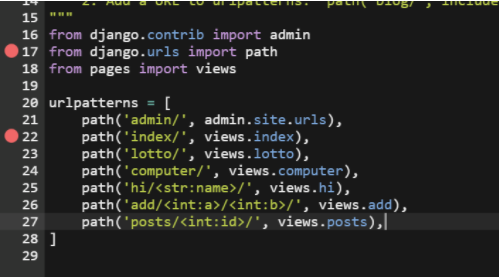 14     2. Add a URL to urlpatterns:  path('blog/', include
15 """
16 from django.contrib import admin
17 from django.urls import path
18 from pages import views
19
20 urlpatterns = [
21     path('admin/', admin.site.urls),
22     path('index/', views.index),
23     path('lotto/', views.lotto),
24     path('computer/', views.computer),
25     path('hi/<str:name>/', views.hi),
26     path('add/<int:a>/<int:b>/', views.add),
27     path('posts/<int:id>/', views.posts),
28 ]
29